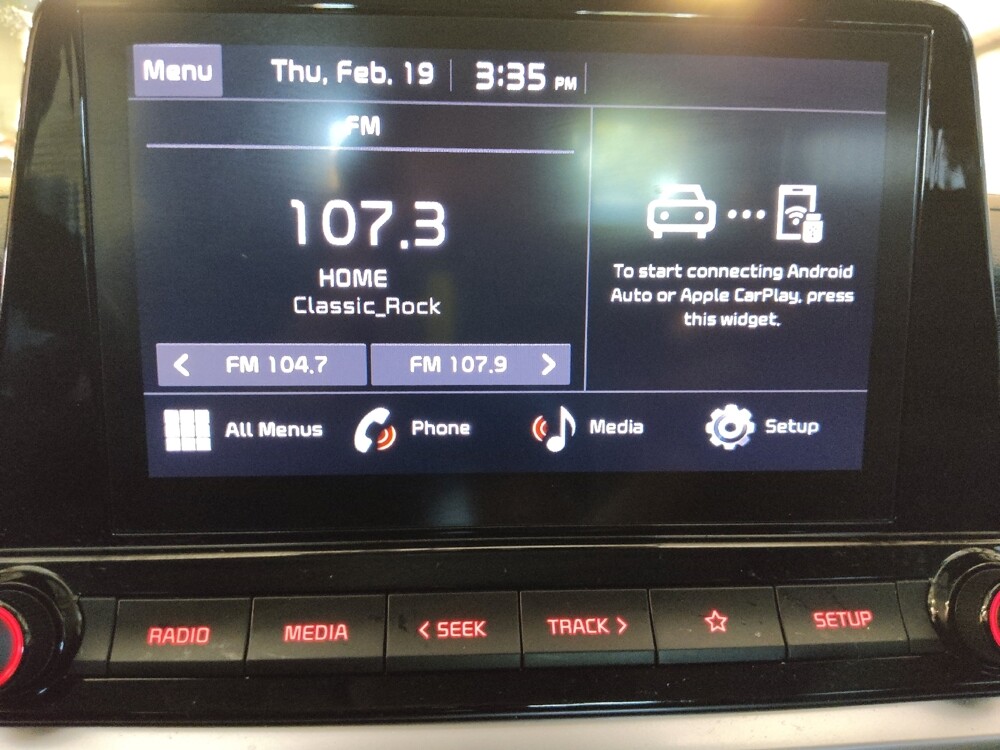 Menu Thu, Feb. 19 3:35 PM
FM
107.3
HOME
Classic_Rock
< FM 104.7 FM 107.9 >
To start connecting Android
Auto or Apple CarPlay, press
this widget.
All Menus Phone Media Setup
RADIO MEDIA < SEEK TRACK > ☆ SETUP